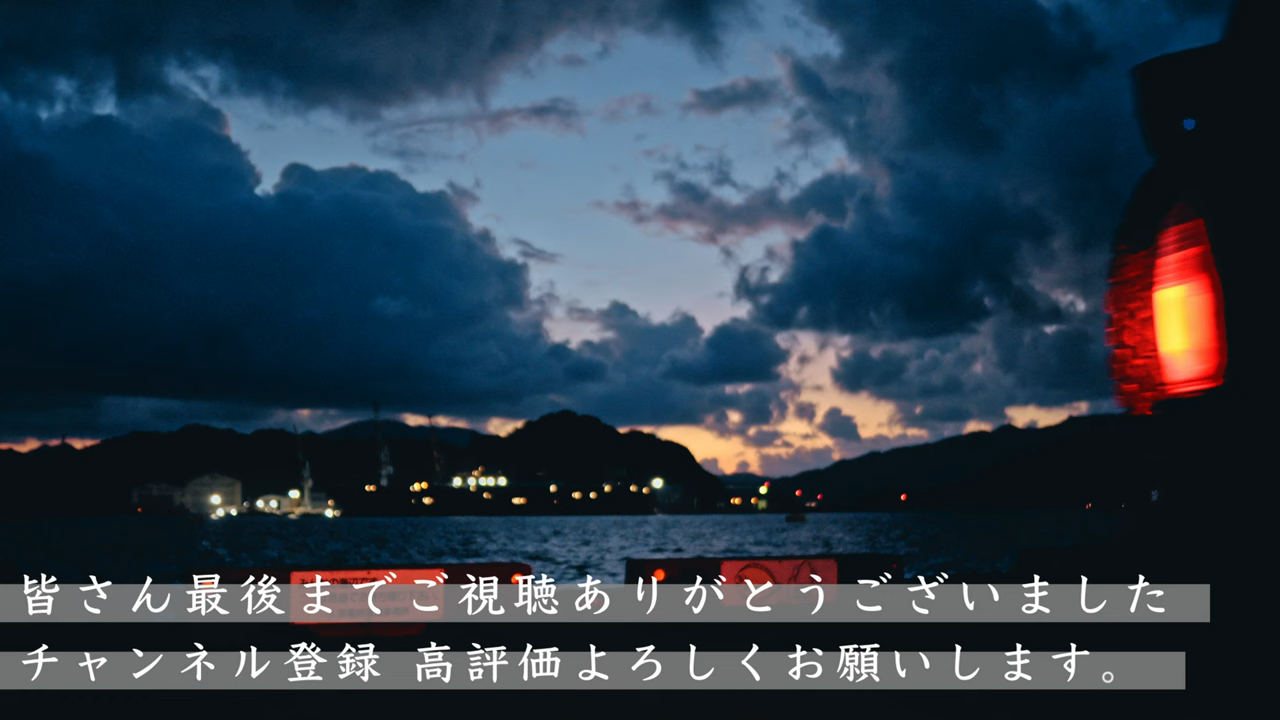 皆さん最後までご視聴ありがとうございました
チャンネル登録 高評価よろしくお願いします。